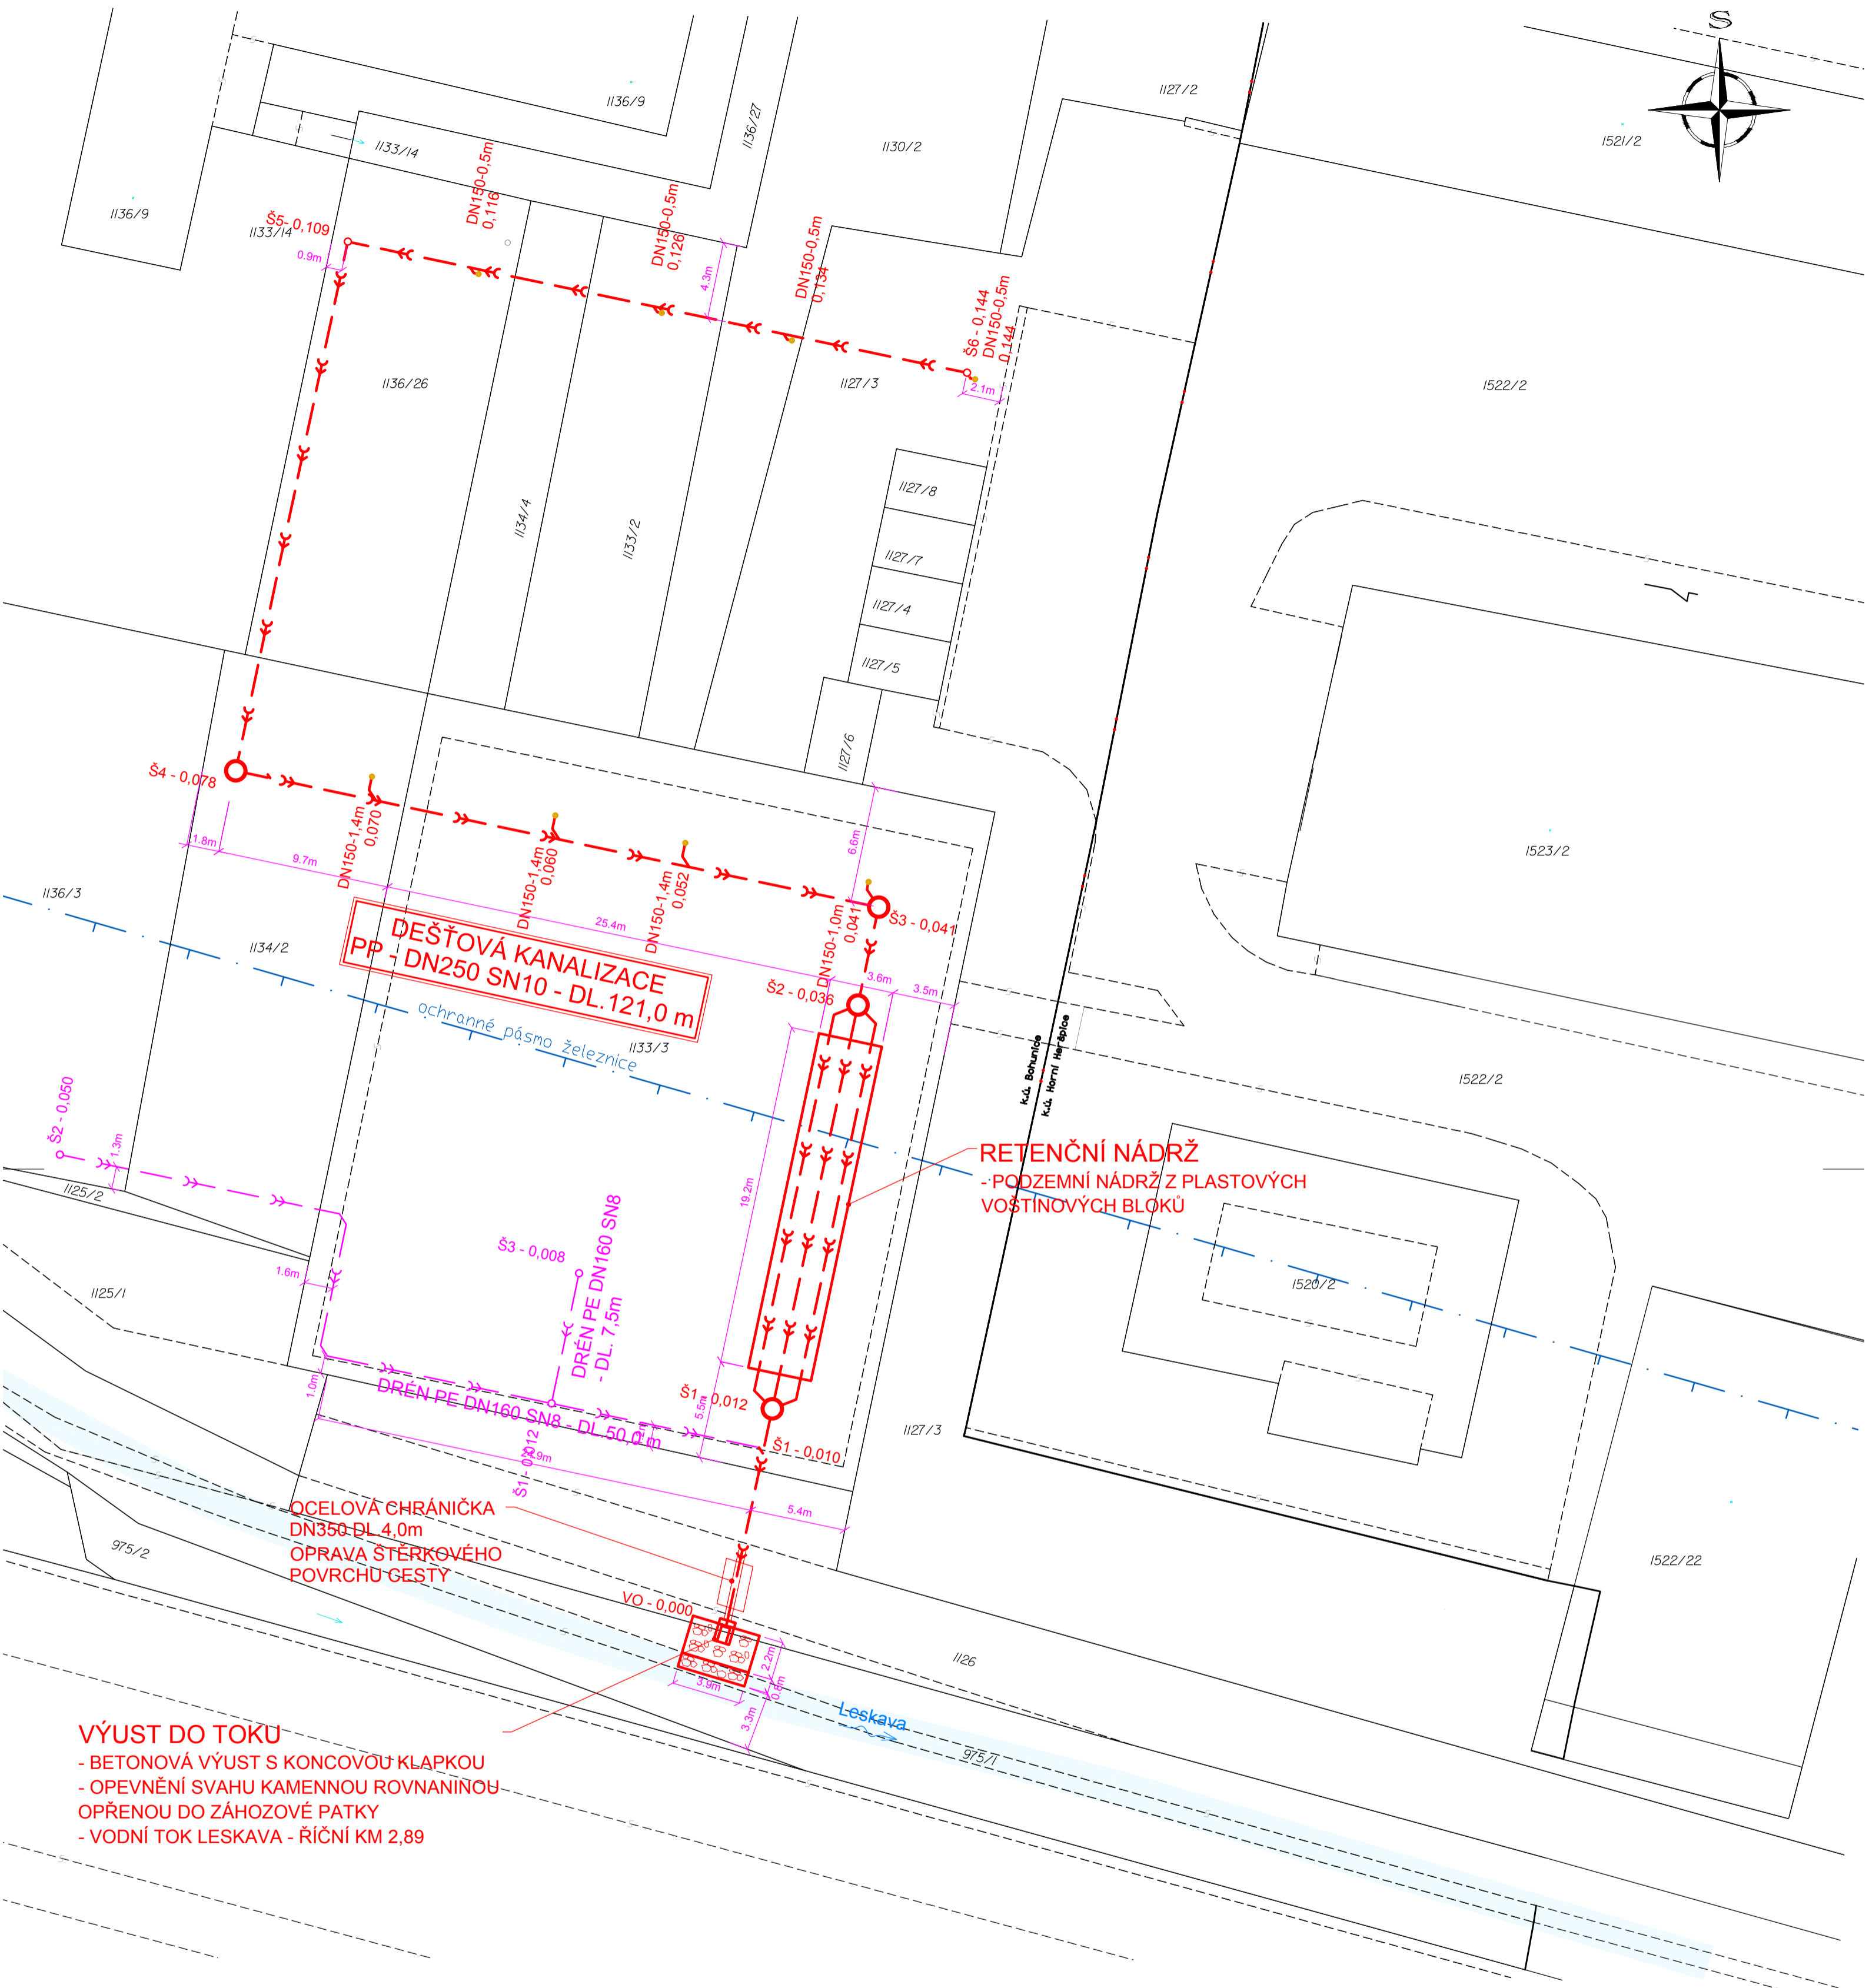 S
1136/9
1136/27
1127/2
1130/2
1521/2
1133/14
1136/9
1133/14
Š5- 0,109
0.9m
DN150-0,5m
0,116
DN150-0,5m
0,126
4.3m
DN150-0,5m
0,134
Š6 - 0,144
DN150-0,5m
0,144
2.1m
1136/26
1127/3
1522/2
1134/4
1133/2
1127/8
1127/7
1127/4
1127/5
1127/6
Š4 - 0,078
1.8m
9.7m
DN150-1,4m
0,070
DN150-1,4m
0,060
DN150-1,4m
0,052
6.6m
DN150-1,0m
0,041
Š3 - 0,041
25.4m
1523/2
1136/3
1134/2
DEŠŤOVÁ KANALIZACE
PP - DN250 SN10 - DL.121,0 m
Š2 - 0,036
3.6m
3.5m
ochranné pásmo železnice
1133/3
k.ú. Bohunice
k.ú. Horní Heršpice
1522/2
Š2 - 0,050
1.3m
1125/2
19.2m
RETENČNÍ NÁDRŽ
- PODZEMNÍ NÁDRŽ Z PLASTOVÝCH
VOŠTINOVÝCH BLOKŮ
Š3 - 0,008
DRÉN PE DN160 SN8
- DL. 7,5m
1.6m
1125/1
1520/2
1.0m
DRÉN PE DN160 SN8 - DL.50,0 m
Š1 - 0,012
5.5m
Š1 - 0,012
Š1 - 0,010
1127/3
5.4m
OCELOVÁ CHRÁNIČKA
DN350 DL.4,0m
OPRAVA ŠTĚRKOVÉHO
POVRCHU CESTY
975/2
1522/22
VO - 0,000
2.2m
0.8m
3.9m
3.3m
1126
Leskava
975/1
VÝUST DO TOKU
- BETONOVÁ VÝUST S KONCOVOU KLAPKOU
- OPEVNĚNÍ SVAHU KAMENNOU ROVNANINOU
OPŘENOU DO ZÁHOZOVÉ PATKY
- VODNÍ TOK LESKAVA - ŘÍČNÍ KM 2,89